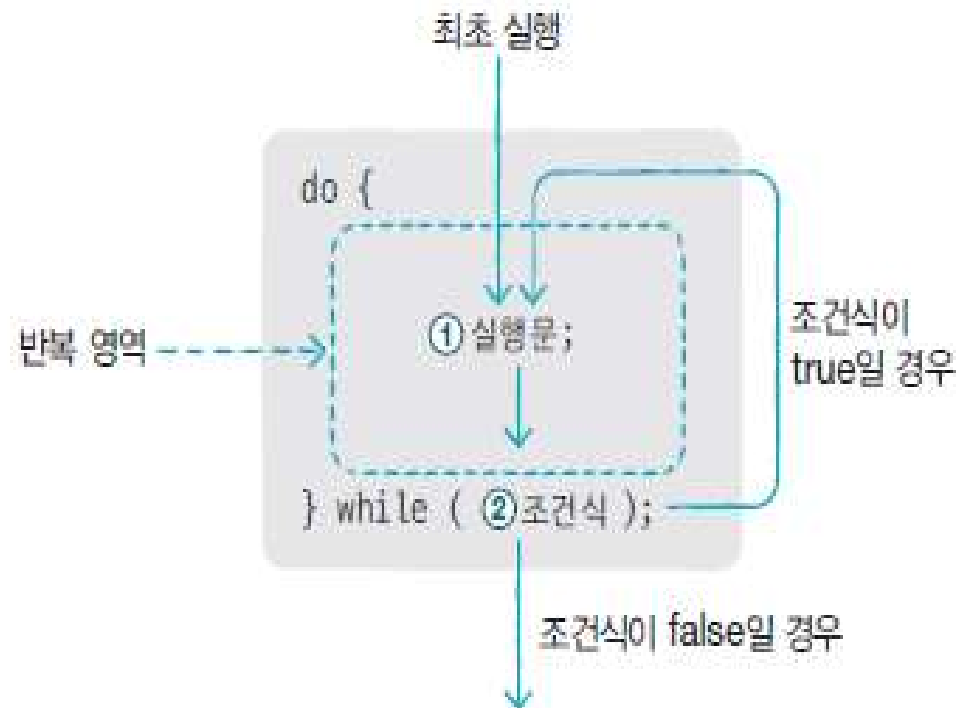 최초 실행
do {
반복 영역
① 실행문;
조건식이
true일 경우
} while ( ②조건식 );
조건식이 false일 경우